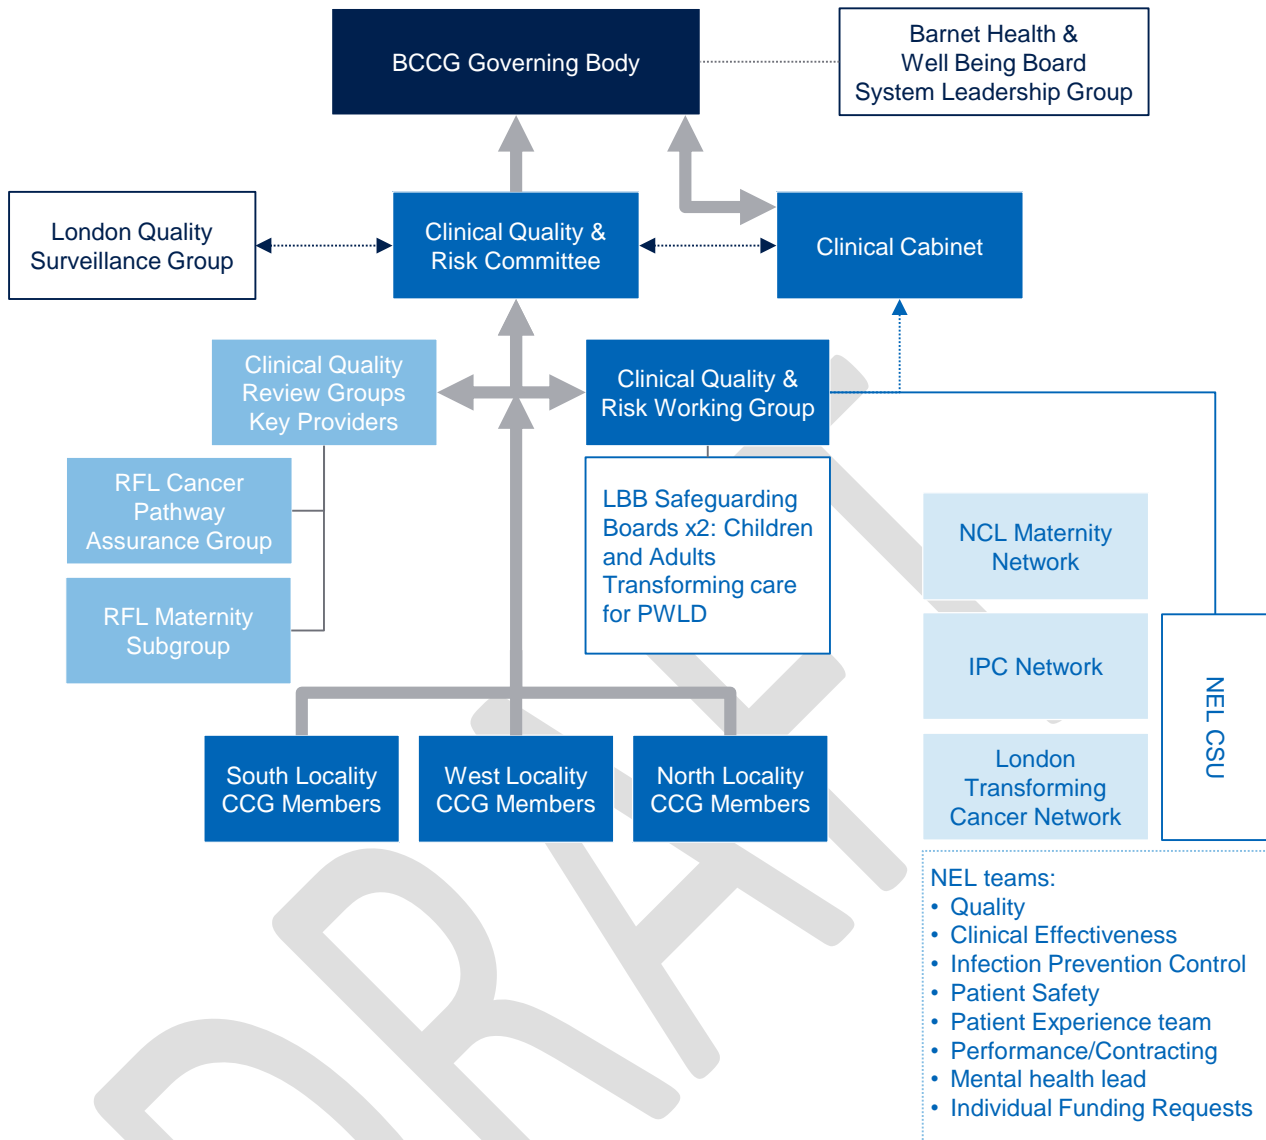 BCCG Governing Body
Barnet Health &
Well Being Board
System Leadership Group
London Quality
Surveillance Group
Clinical Quality &
Risk Committee
Clinical Cabinet
Clinical Quality
Review Groups
Key Providers
Clinical Quality &
Risk Working Group
RFL Cancer
Pathway
Assurance Group
RFL Maternity
Subgroup
LBB Safeguarding
Boards x2: Children
and Adults
Transforming care
for PWLD
NCL Maternity
Network
IPC Network
London
Transforming
Cancer Network
NEL CSU
South Locality
CCG Members
West Locality
CCG Members
North Locality
CCG Members
NEL teams:
• Quality
• Clinical Effectiveness
• Infection Prevention Control
• Patient Safety
• Patient Experience team
• Performance/Contracting
• Mental health lead
• Individual Funding Requests
DRAFT